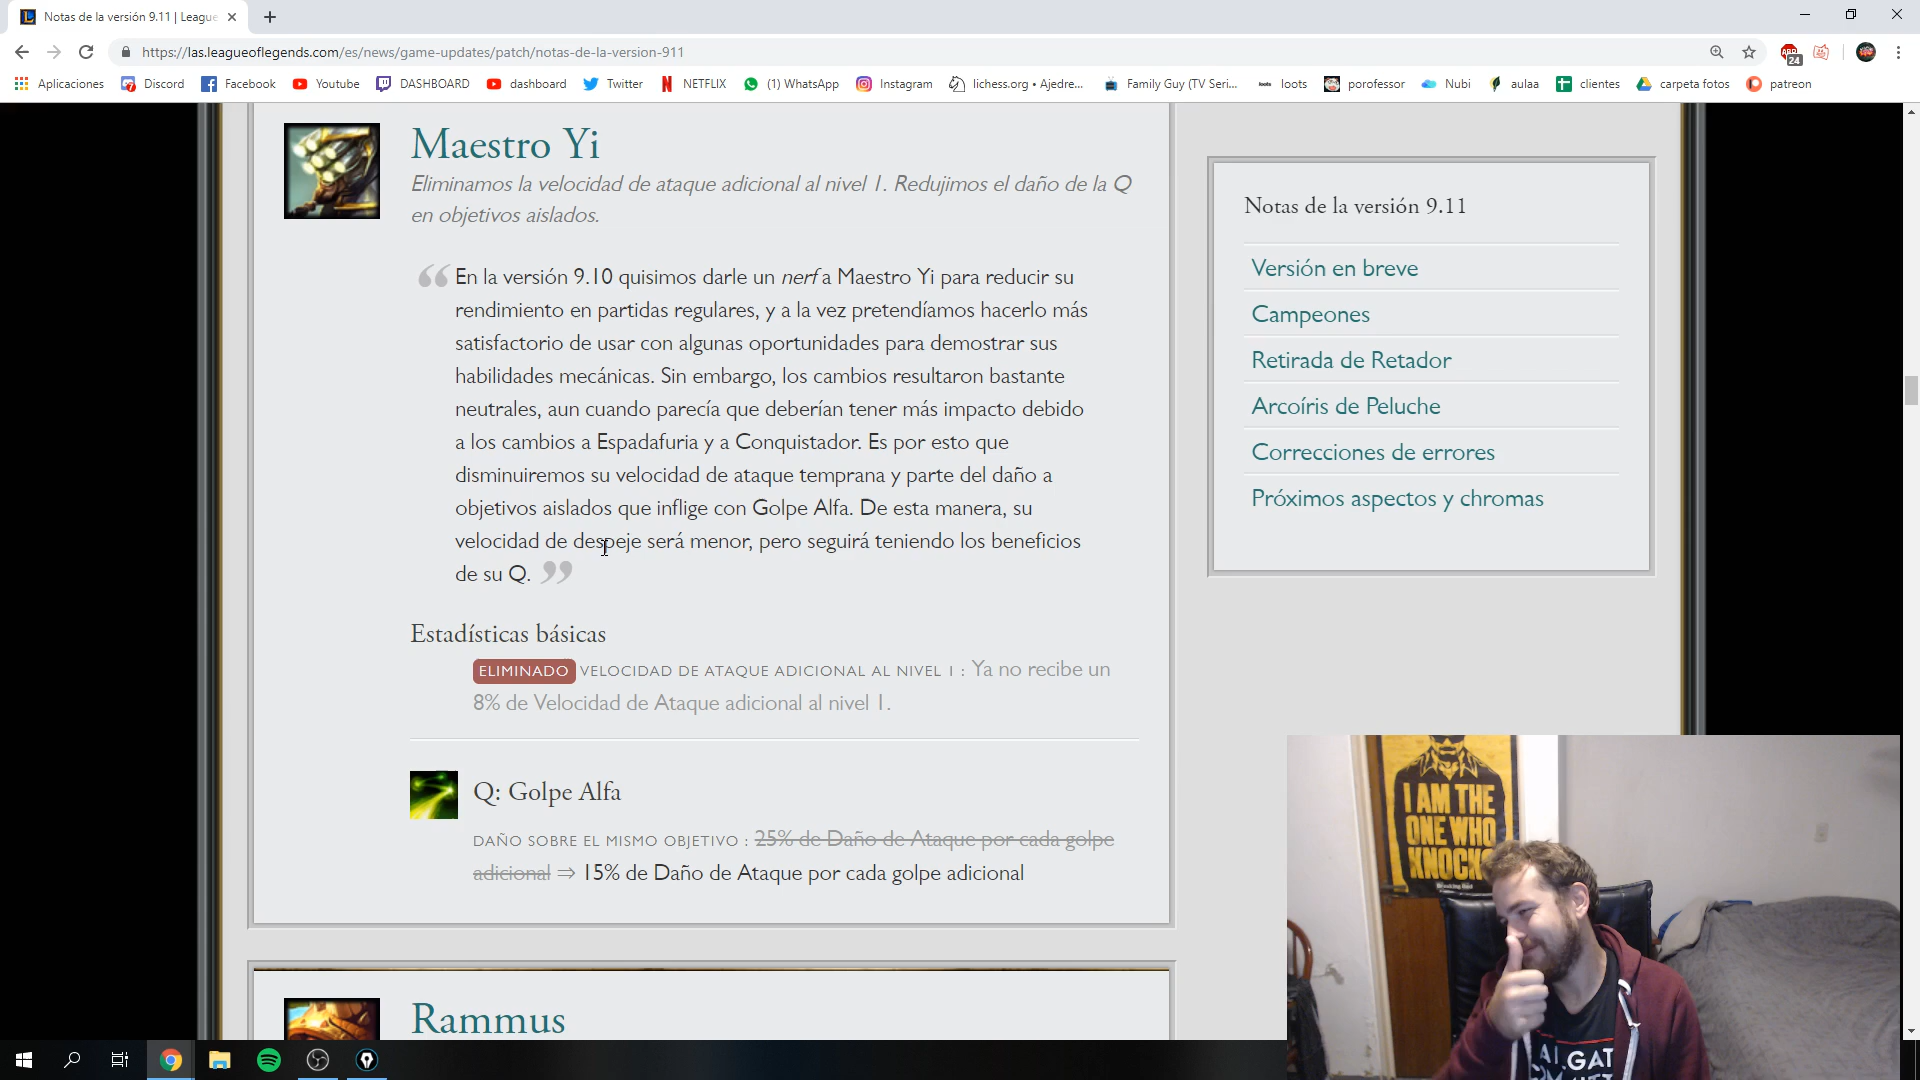 Notas de la versión 9.11 | League
https://las.leagueoflegends.com/es/news/game-updates/patch/notas-de-la-version-911
24
Aplicaciones Discord Facebook Youtube DASHBOARD dashboard Twitter NETFLIX (1) WhatsApp Instagram lichess.org • Ajedre... Family Guy (TV Seri... loots porofessor Nubi aulaa clientes carpeta fotos patreon
Maestro Yi
Eliminamos la velocidad de ataque adicional al nivel 1. Redujimos el daño de la Q
en objetivos aislados.
“ En la versión 9.10 quisimos darle un nerf a Maestro Yi para reducir su
rendimiento en partidas regulares, y a la vez pretendíamos hacerlo más
satisfactorio de usar con algunas oportunidades para demostrar sus
habilidades mecánicas. Sin embargo, los cambios resultaron bastante
neutrales, aun cuando parecía que deberían tener más impacto debido
a los cambios a Espadafuria y a Conquistador. Es por esto que
disminuiremos su velocidad de ataque temprana y parte del daño a
objetivos aislados que inflige con Golpe Alfa. De esta manera, su
velocidad de despeje será menor, pero seguirá teniendo los beneficios
de su Q. ”
Estadísticas básicas
ELIMINADO VELOCIDAD DE ATAQUE ADICIONAL AL NIVEL 1 : Ya no recibe un
8% de Velocidad de Ataque adicional al nivel 1.
Q: Golpe Alfa
DAÑO SOBRE EL MISMO OBJETIVO : 25% de Daño de Ataque por cada golpe
adicional ⇒ 15% de Daño de Ataque por cada golpe adicional
Rammus
Notas de la versión 9.11
Versión en breve
Campeones
Retirada de Retador
Arcoíris de Peluche
Correcciones de errores
Próximos aspectos y chromas
I AM THE
ONE WHO
KNOCKS
GAT